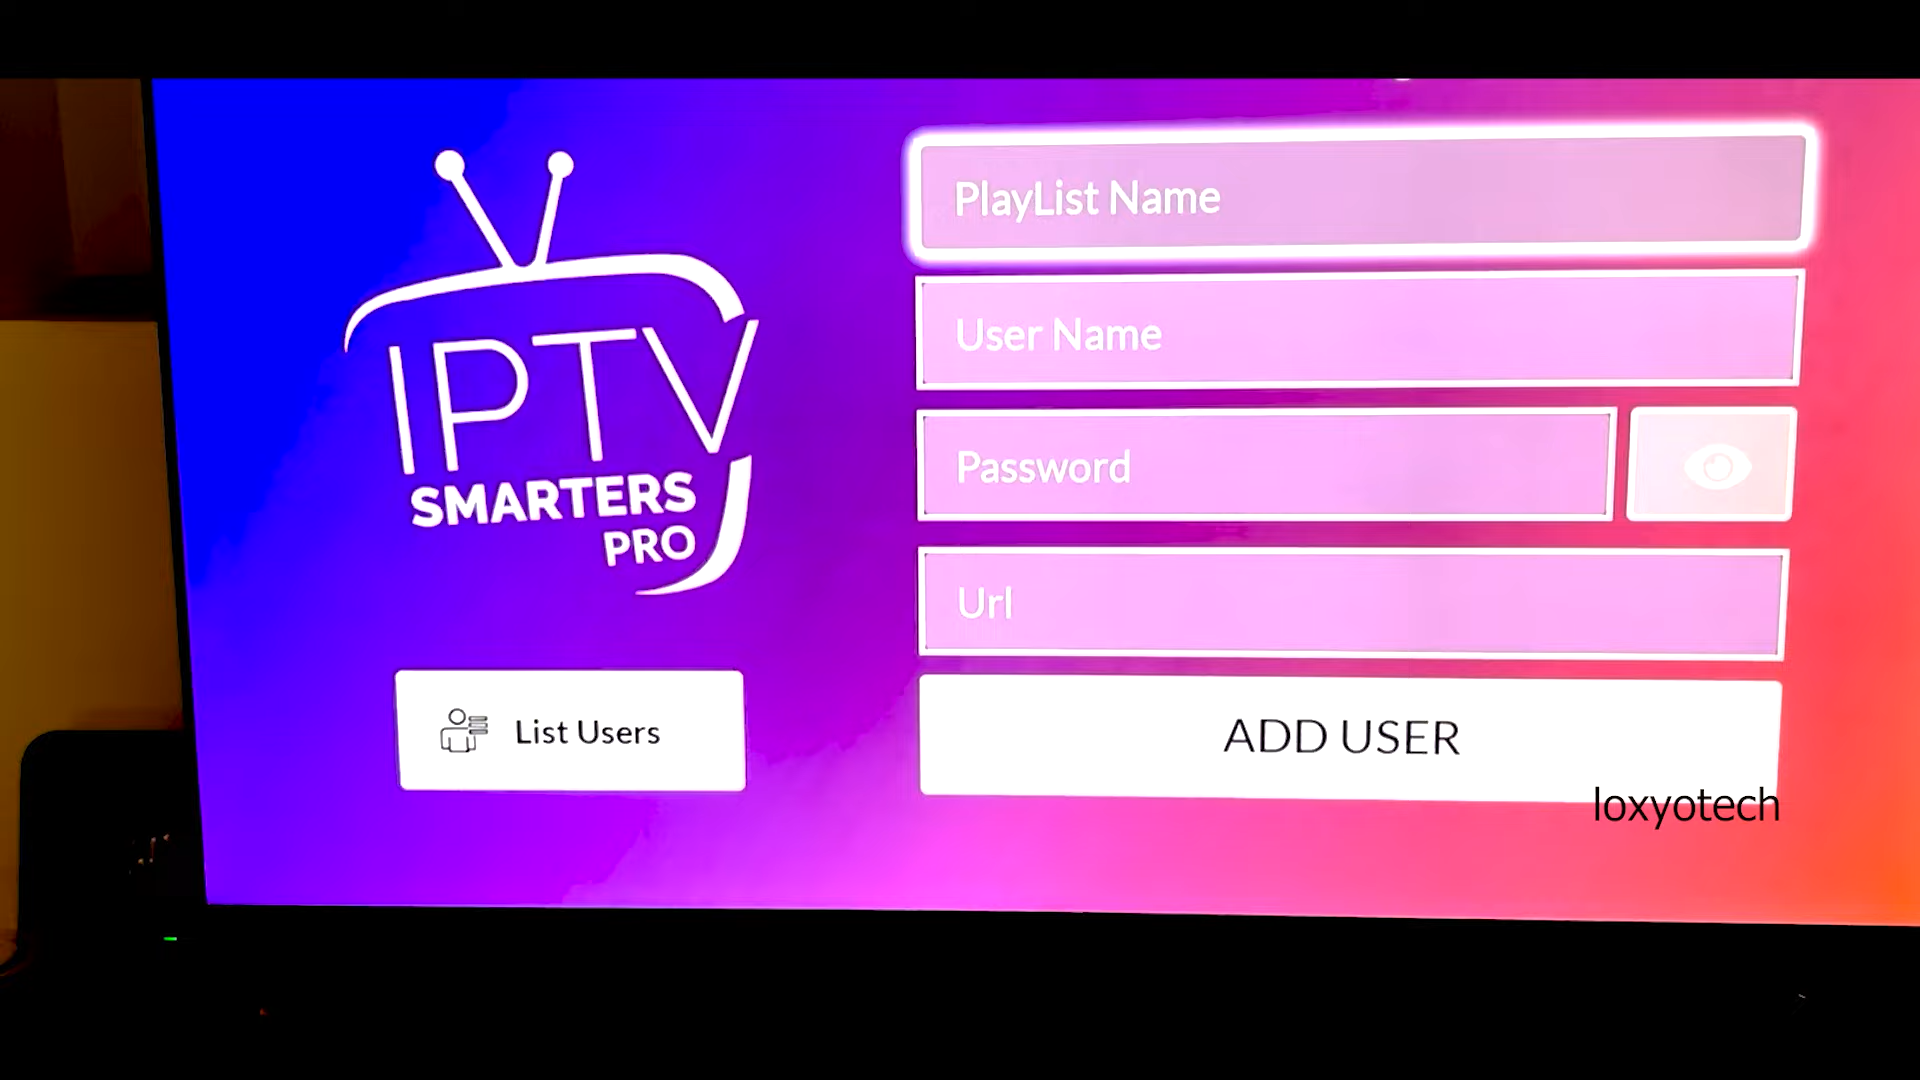 IPTV
SMARTERS
PRO
List Users
PlayList Name
User Name
Password
Url
ADD USER
loxyotech